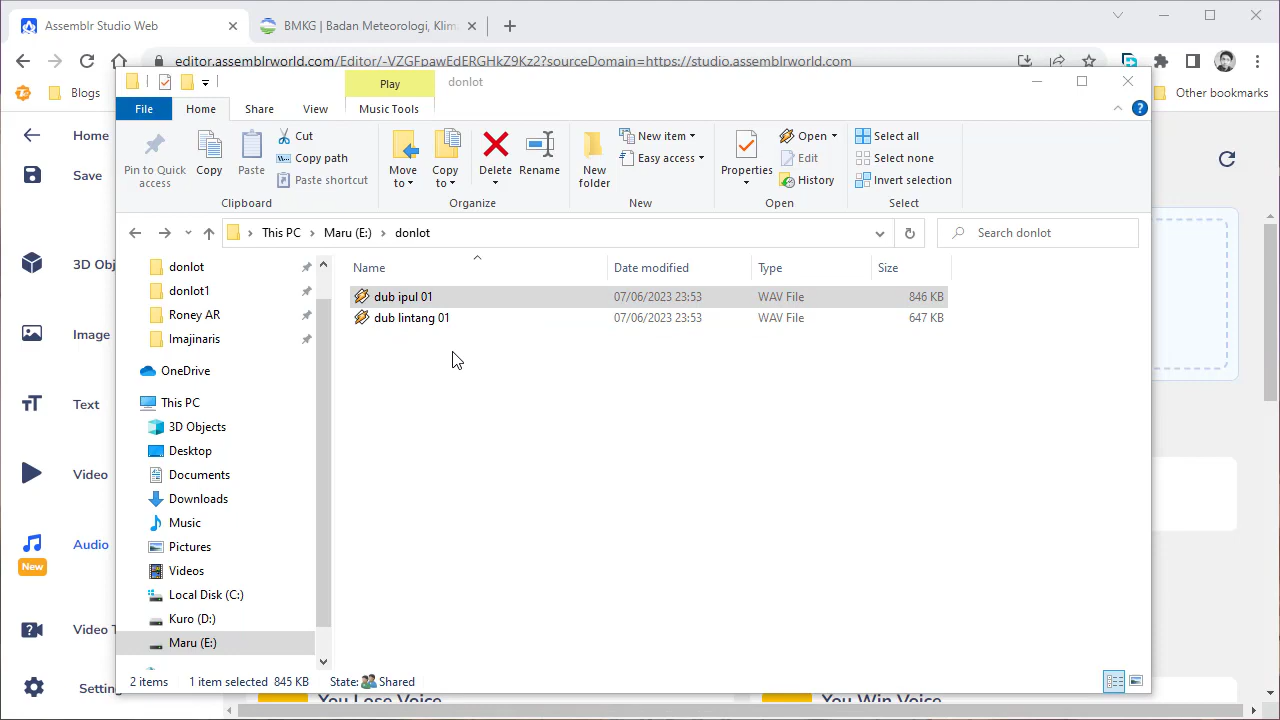 Assemblr Studio Web
BMKG | Badan Meteorologi, Klim
editor.assemblrworld.com/Editor/-VZGFDawEdERGHkZ9Kz2?sourceDomain=https://studio.assemblrworld.com
Blogs
Other bookmarks
Play
donlot
File
Home
Share
View
Music Tools
Pin to Quick access
Copy
Paste
Cut
Copy path
Paste shortcut
Clipboard
Move to
Copy to
Delete
Rename
Organize
New folder
New item
Easy access
New
Properties
Open
Edit
History
Open
Select all
Select none
Invert selection
Select
This PC
Maru (E:)
donlot
Search donlot
Name
Date modified
Type
Size
dub ipul 01 07/06/2023 23:53 WAV File 846 KB
dub lintang 01 07/06/2023 23:53 WAV File 647 KB
donlot
donlot1
Roney AR
Imajinaris
OneDrive
This PC
3D Objects
Desktop
Documents
Downloads
Music
Pictures
Videos
Local Disk (C:)
Kuro (D:)
Maru (E:)
2 items
1 item selected 845 KB
State:
Shared
Home
Save
3D Obj
Image
Text
Video
Audio
New
Video T
Setting
You Lose Voice
You Win Voice